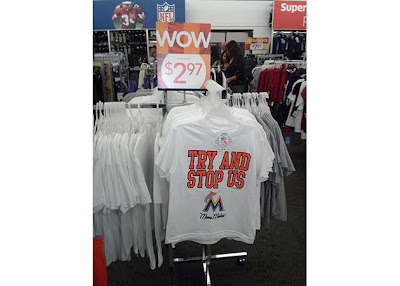 NFL
Super
WOW
$2.97
TRY AND
STOP US
M
Miami Marlins